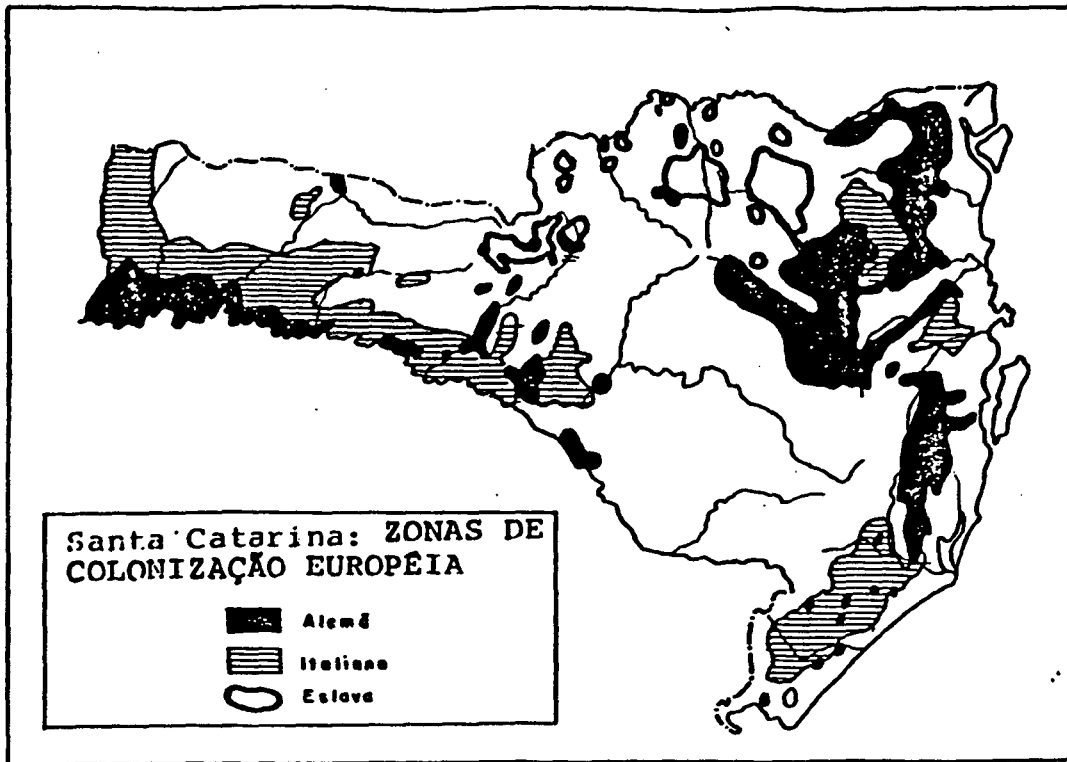 Santa Catarina: ZONAS DE
COLONIZAÇÃO EUROPÉIA
Alemã
Italiana
Eslava